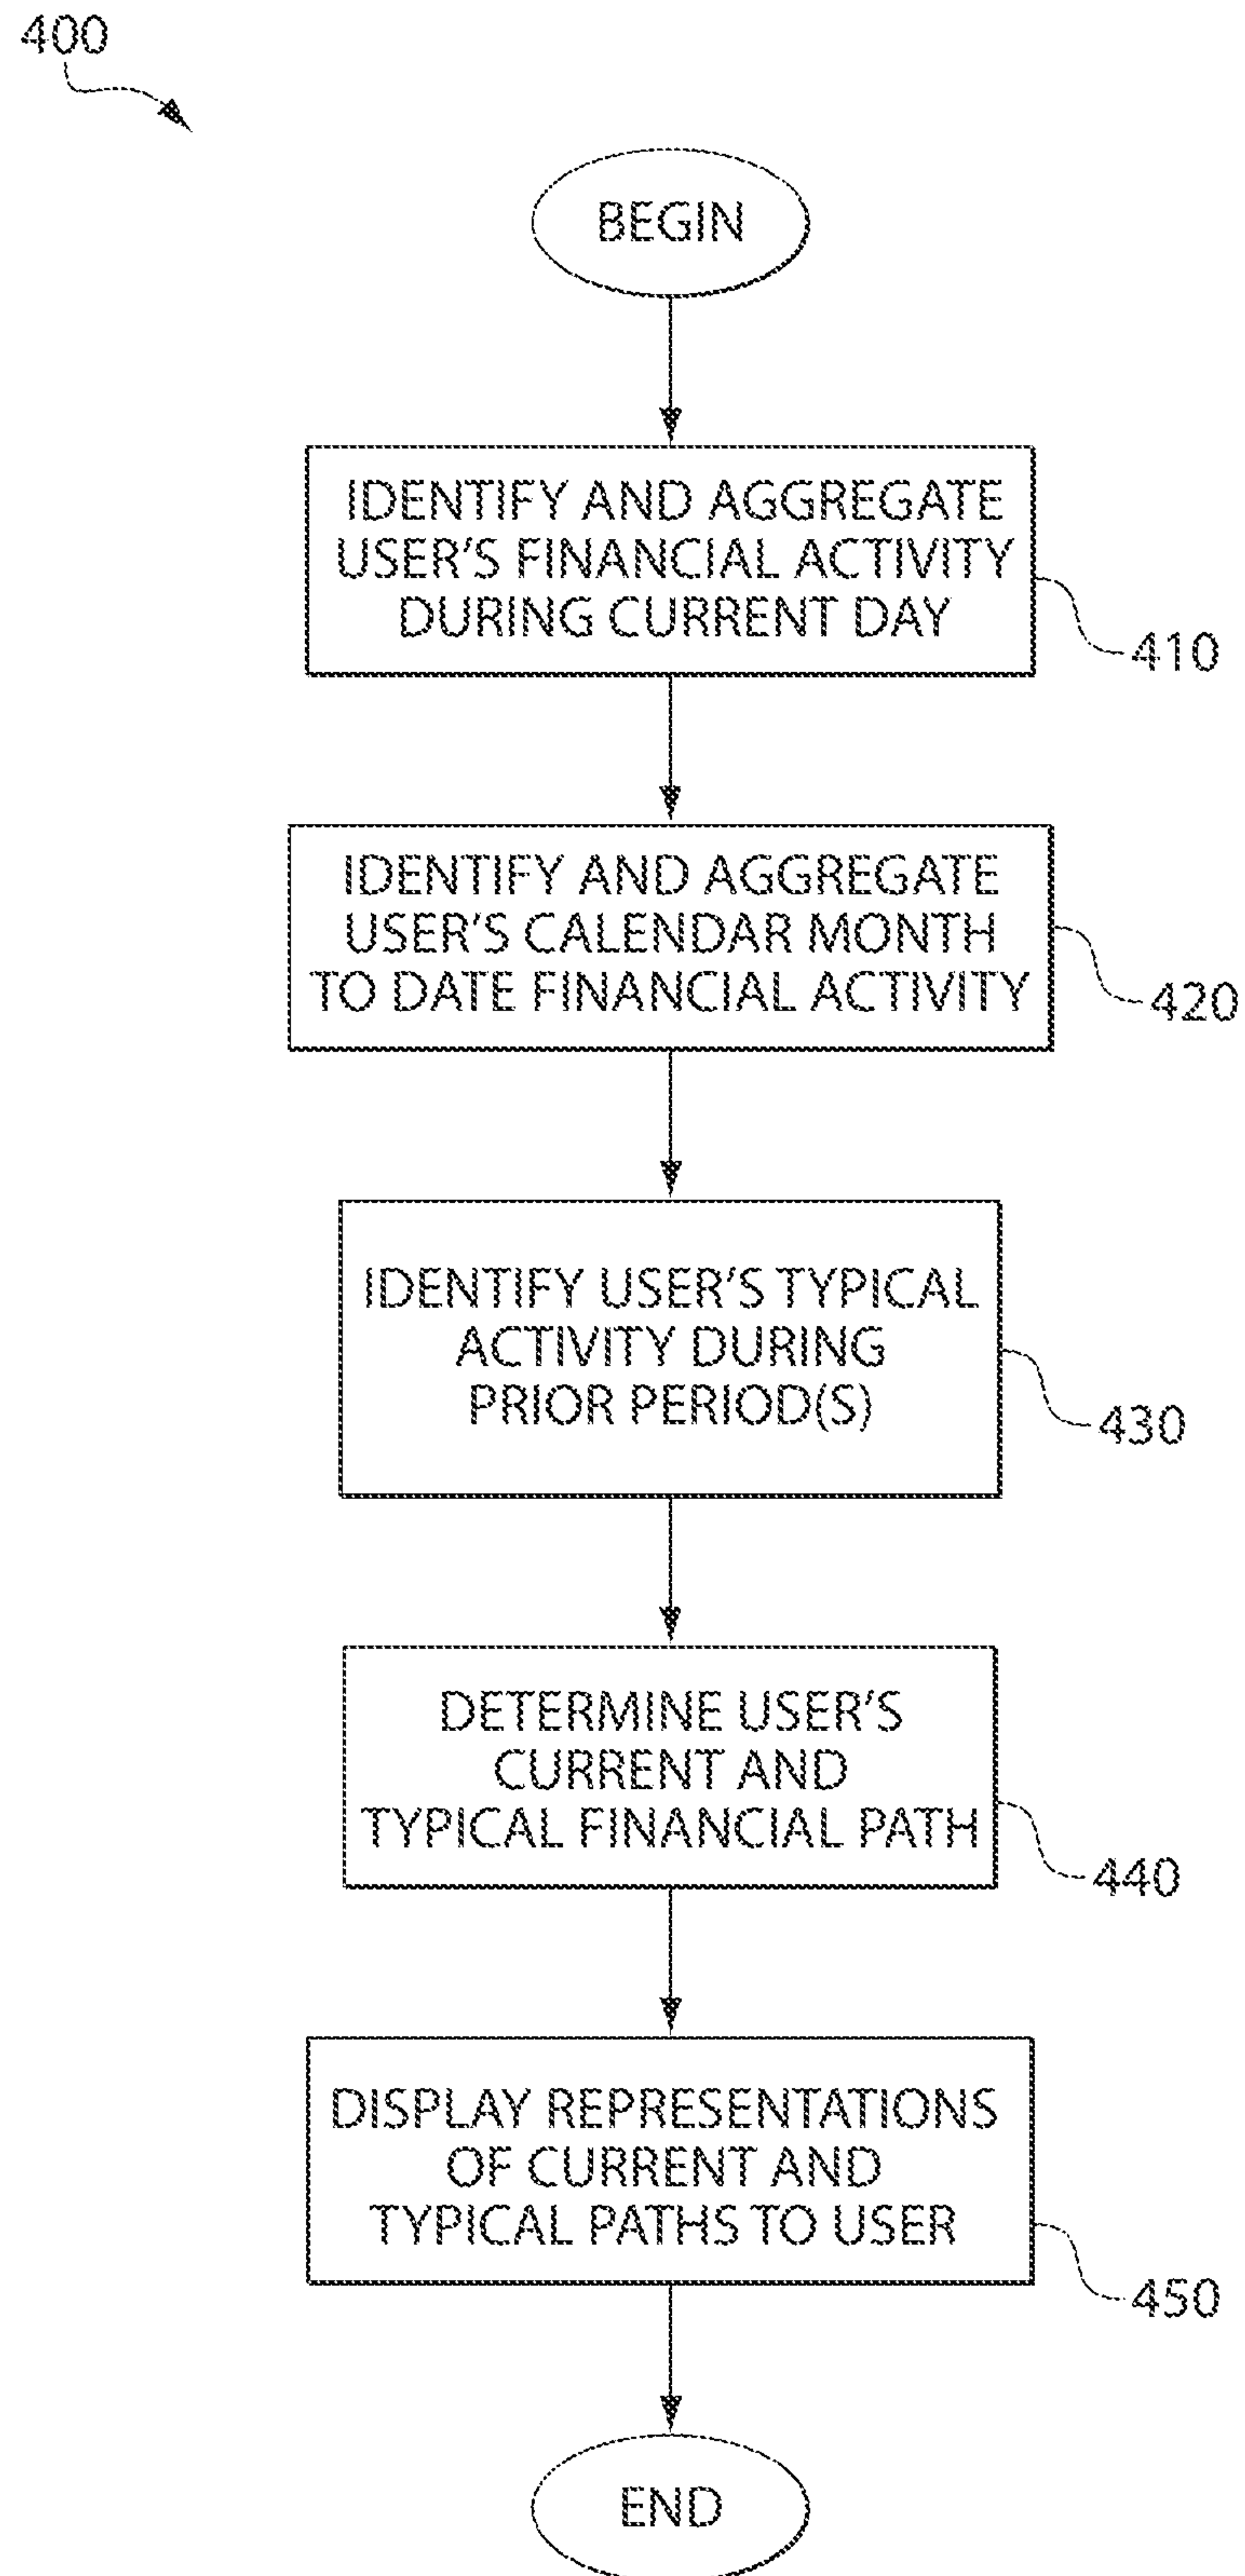 400
BEGIN
IDENTIFY AND AGGREGATE
USER'S FINANCIAL ACTIVITY
DURING CURRENT DAY
410
IDENTIFY AND AGGREGATE
USER'S CALENDAR MONTH
TO DATE FINANCIAL ACTIVITY
420
IDENTIFY USER'S TYPICAL
ACTIVITY DURING
PRIOR PERIOD(S)
430
DETERMINE USER'S
CURRENT AND
TYPICAL FINANCIAL PATH
440
DISPLAY REPRESENTATIONS
OF CURRENT AND
TYPICAL PATHS TO USER
450
END